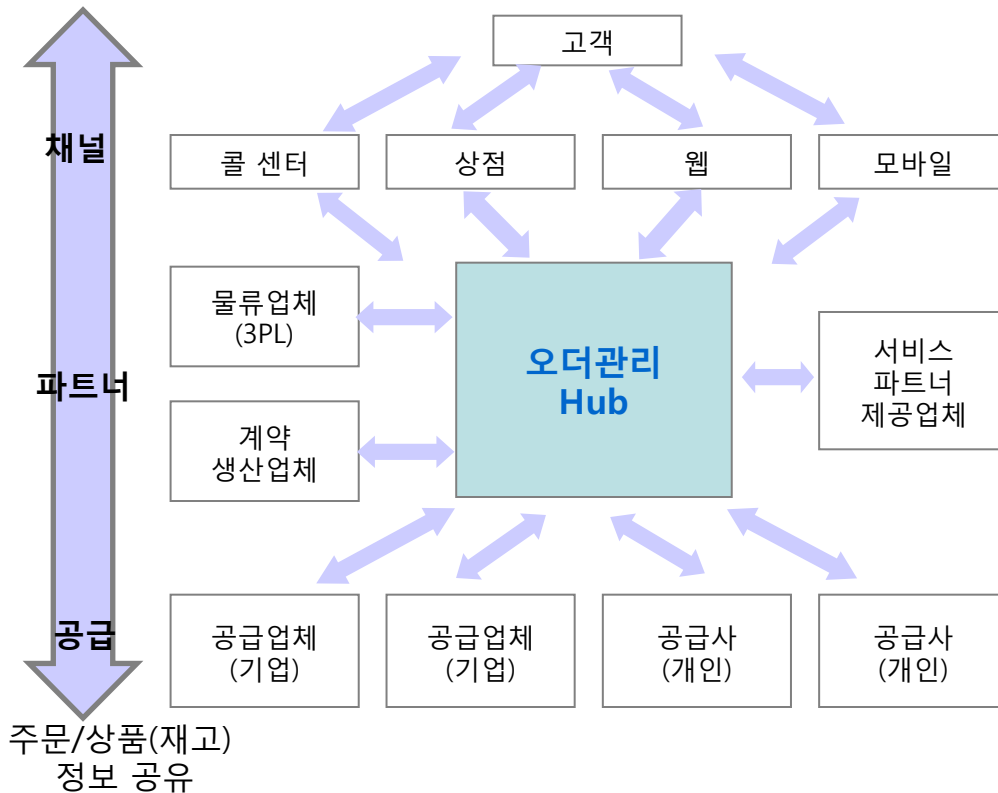 고객
채널
콜 센터
상점
웹
모바일
물류업체
(3PL)
오더관리
Hub
서비스
파트너
제공업체
파트너
계약
생산업체
공급
공급업체
(기업)
공급업체
(기업)
공급사
(개인)
공급사
(개인)
주문/상품(재고)
정보 공유